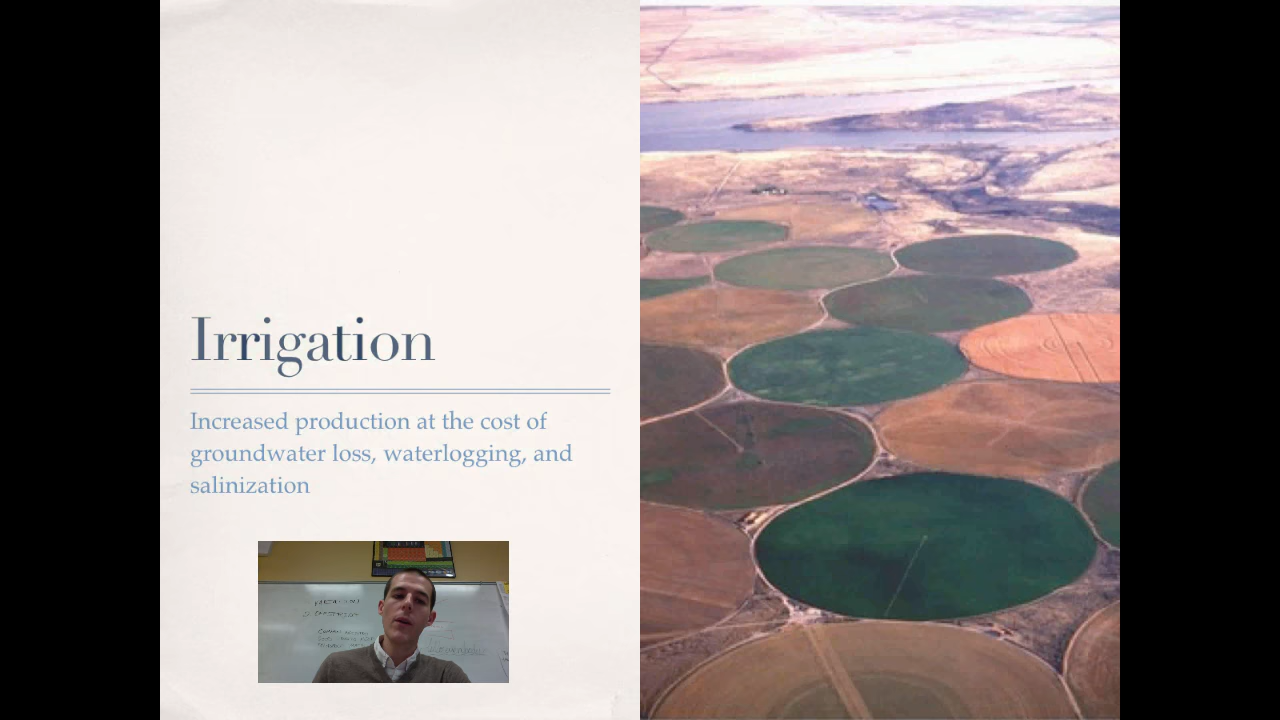 Irrigation
Increased production at the cost of
groundwater loss, waterlogging, and
salinization